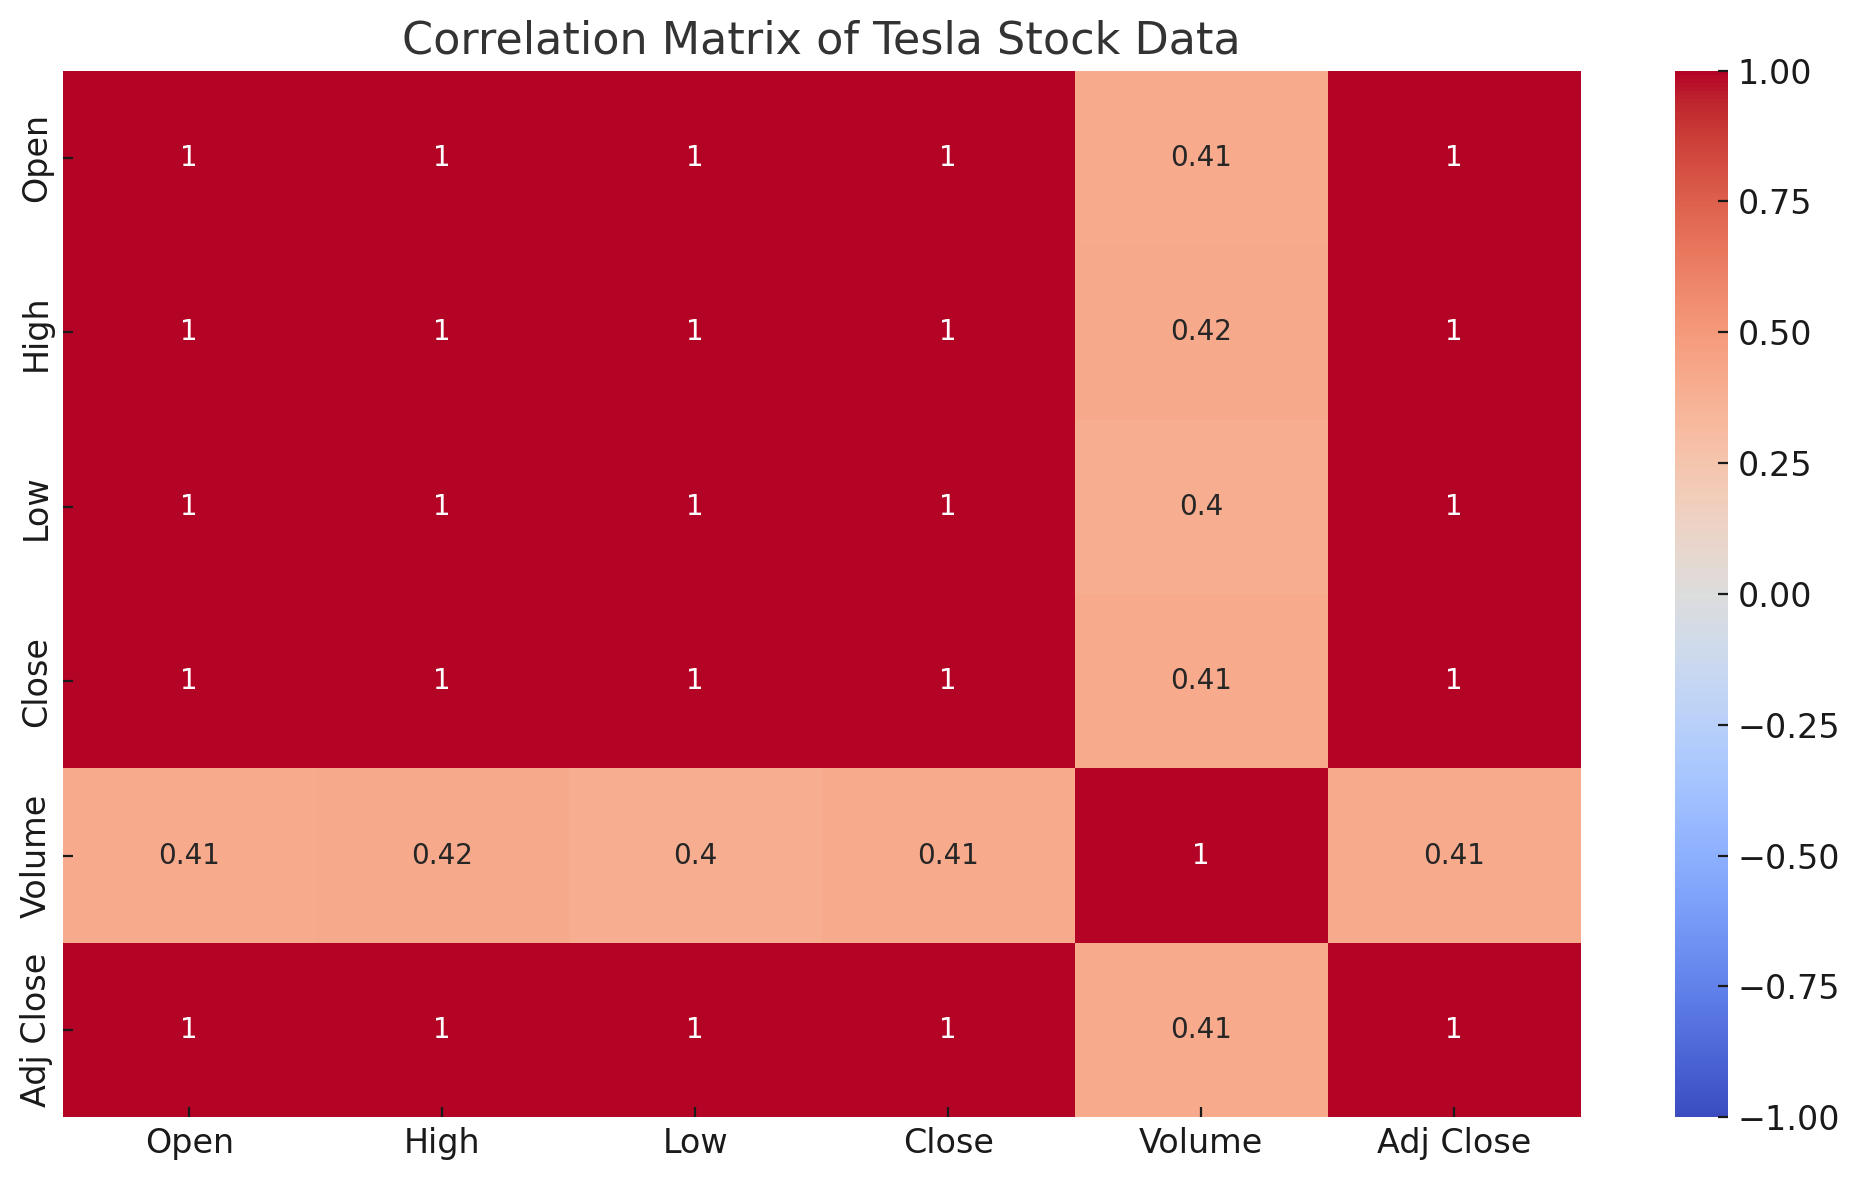 Correlation Matrix of Tesla Stock Data
Open 1 1 1 1 0.41 1
High 1 1 1 1 0.42 1
Low 1 1 1 1 0.4 1
Close 1 1 1 1 0.41 1
Volume 0.41 0.42 0.4 0.41 1 0.41
Adj Close 1 1 1 1 0.41 1
Open High Low Close Volume Adj Close
1.00
0.75
0.50
0.25
0.00
−0.25
−0.50
−0.75
−1.00